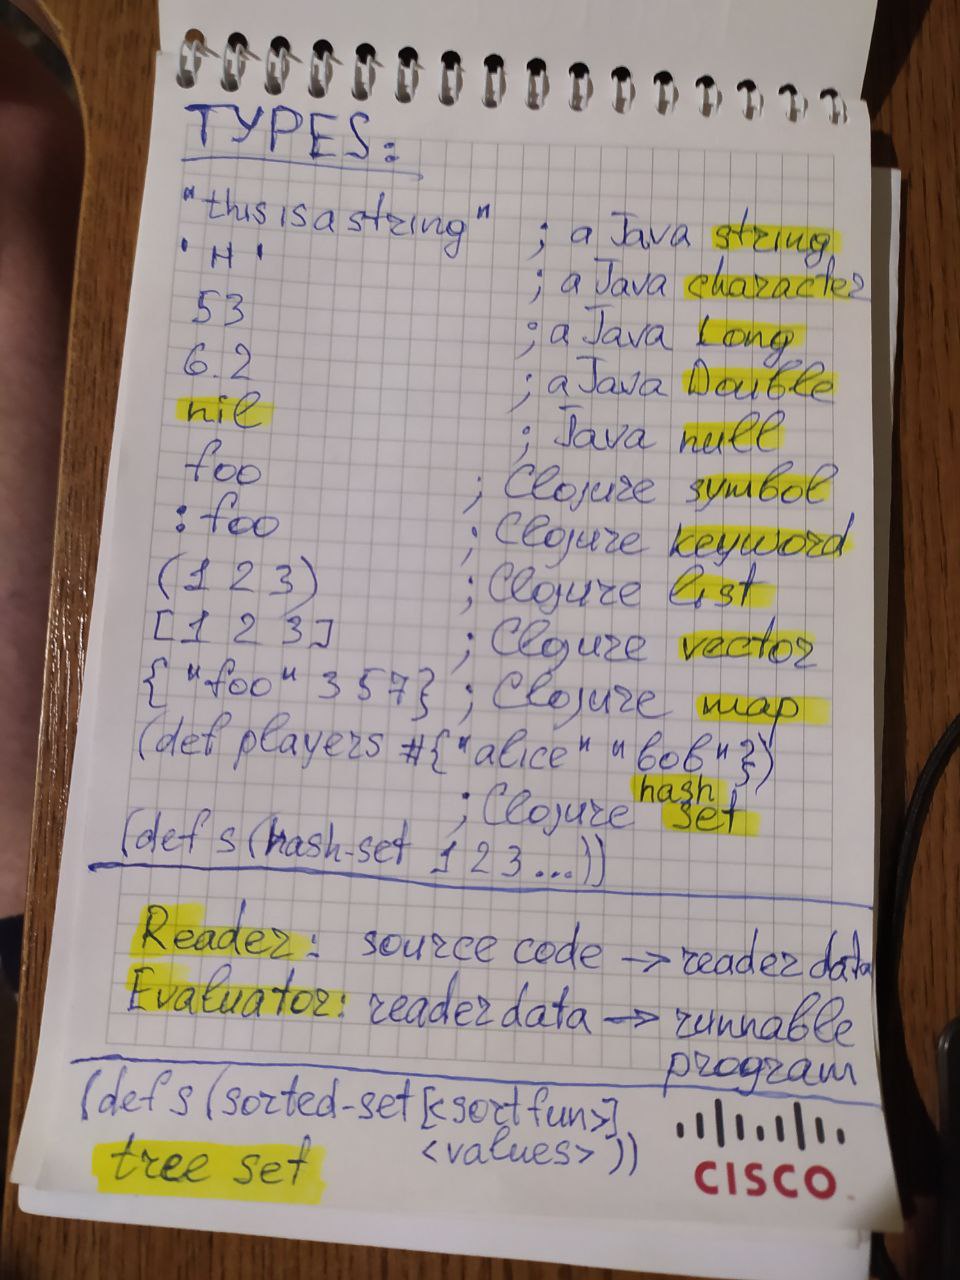 TYPES:
"this is a string" ; a Java string
'H' ; a Java character
53 ; a Java Long
6.2 ; a Java Double
nil ; Java null
foo ; Clojure symbol
:foo ; Clojure keyword
(1 2 3) ; Clojure list
[1 2 3] ; Clojure vector
{"foo" 3 5 7} ; Clojure map
(def players #{"alice" "bob"})
; Clojure hash set
(def s (hash-set 1 2 3...))
Reader: source code -> reader data
Evaluator: reader data -> runnable
program
(def s (sorted-set [<sort fun>]
<values>))
tree set
CISCO